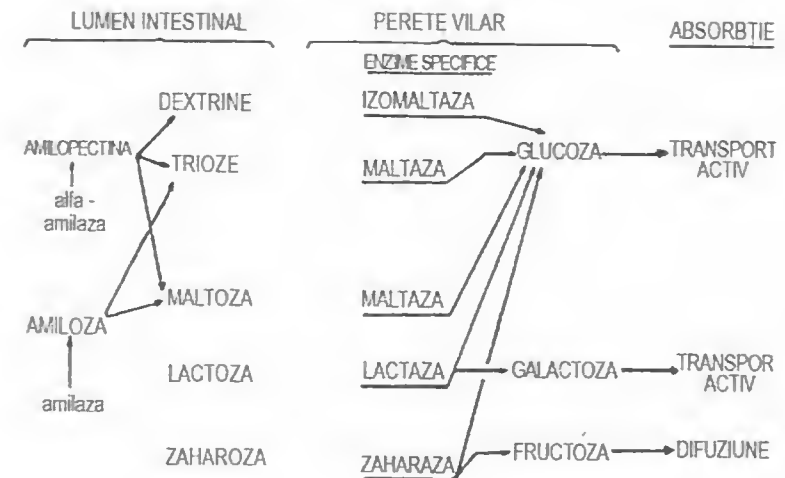 LUMEN INTESTINAL
PERETE VILAR
ABSORBȚIE
ENZIME SPECIFICE
DEXTRINE
IZOMALTAZA
AMILOPECTINA
TRIOZE
MALTAZA
GLUCOZA
TRANSPORT
ACTIV
alfa -
amilaza
MALTOZA
MALTAZA
AMILOZA
LACTOZA
LACTAZA
GALACTOZA
TRANSPOR
ACTIV
amilaza
ZAHAROZA
ZAHARAZA
FRUCTOZA
DIFUZIUNE